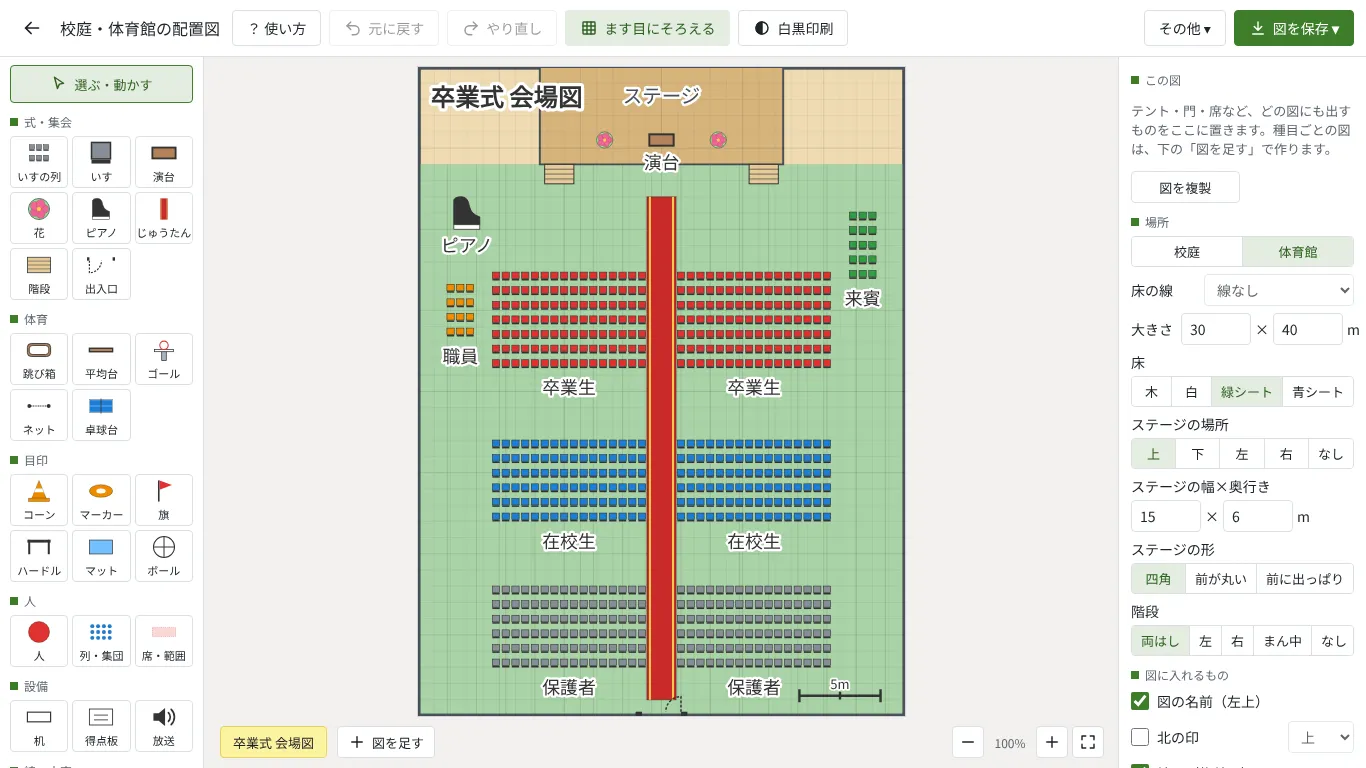 校庭・体育館の配置図
? 使い方
元に戻す
やり直し
ます目にそろえる
白黒印刷
その他▾
図を保存▾
選ぶ・動かす
式・集会
いすの列
いす
演台
花
ピアノ
じゅうたん
階段
出入口
体育
跳び箱
平均台
ゴール
ネット
卓球台
目印
コーン
マーカー
旗
ハードル
マット
ボール
人
人
列・集団
席・範囲
設備
机
得点板
放送
卒業式 会場図
ステージ
演台
ピアノ
来賓
職員
卒業生
卒業生
在校生
在校生
保護者
保護者
5m
卒業式 会場図
図を足す
100%
この図
テント・門・席など、どの図にも出す
ものをここに置きます。種目ごとの図
は、下の「図を足す」で作ります。
図を複製
場所
校庭
体育館
床の線
線なし
大きさ
30
×
40
m
床
木
白
緑シート
青シート
ステージの場所
上
下
左
右
なし
ステージの幅×奥行き
15
×
6
m
ステージの形
四角
前が丸い
前に出っぱり
階段
両はし
左
右
まん中
なし
図に入れるもの
図の名前（左上）
北の印
上